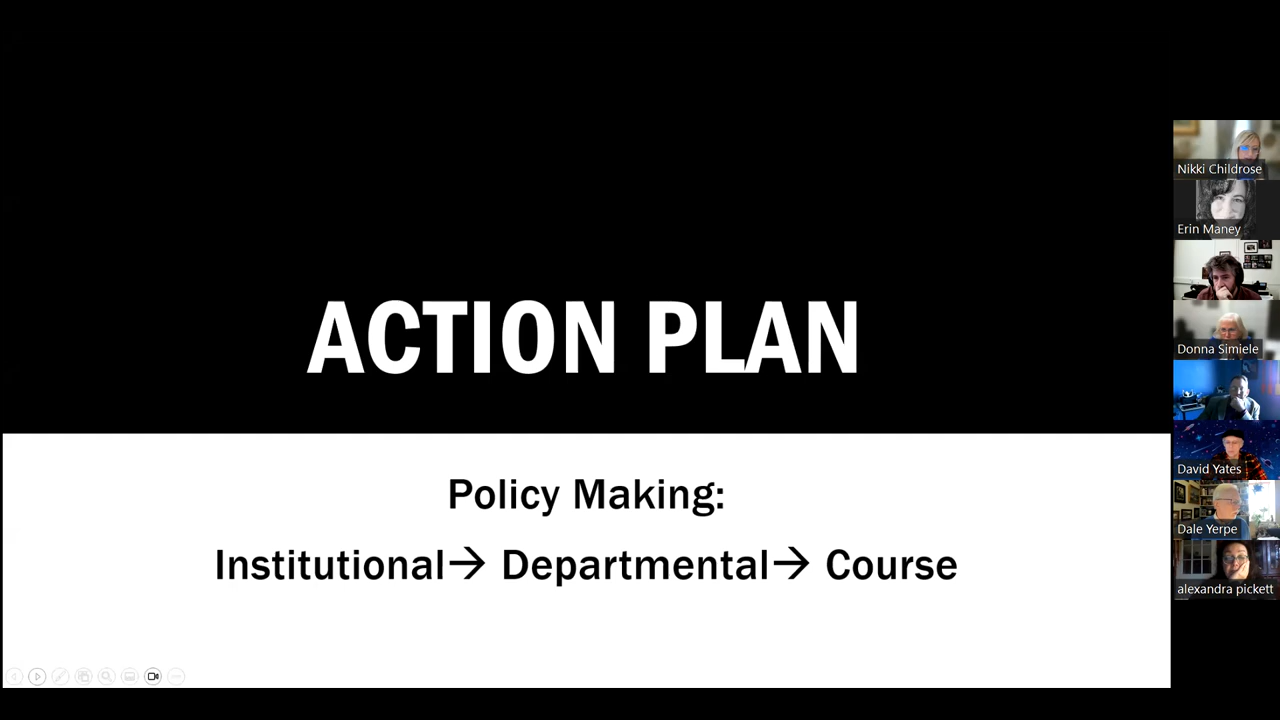 ACTION PLAN
Policy Making:
Institutional→ Departmental→ Course
Nikki Childrose
Erin Maney
Donna Simiele
David Yates
Dale Yerpe
alexandra pickett